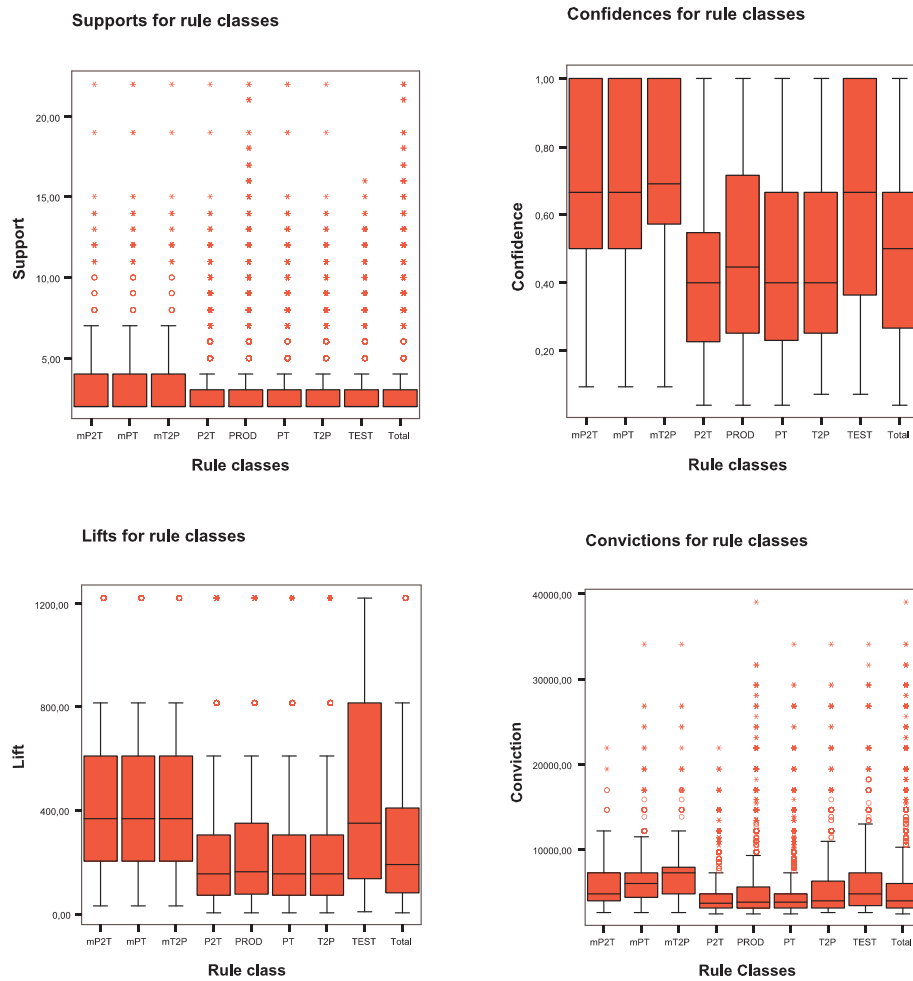 Supports for rule classes
20,00
15,00
10,00
5,00
Support
mP2T mPT mT2P P2T PROD PT T2P TEST Total
Rule classes
Confidences for rule classes
1,00
0,80
0,60
0,40
0,20
Confidence
mP2T mPT mT2P P2T PROD PT T2P TEST Total
Rule classes
Lifts for rule classes
1200,00
800,00
400,00
0,00
Lift
mP2T mPT mT2P P2T PROD PT T2P TEST Total
Rule class
Convictions for rule classes
40000,00
30000,00
20000,00
10000,00
Conviction
mP2T mPT mT2P P2T PROD PT T2P TEST Total
Rule Classes